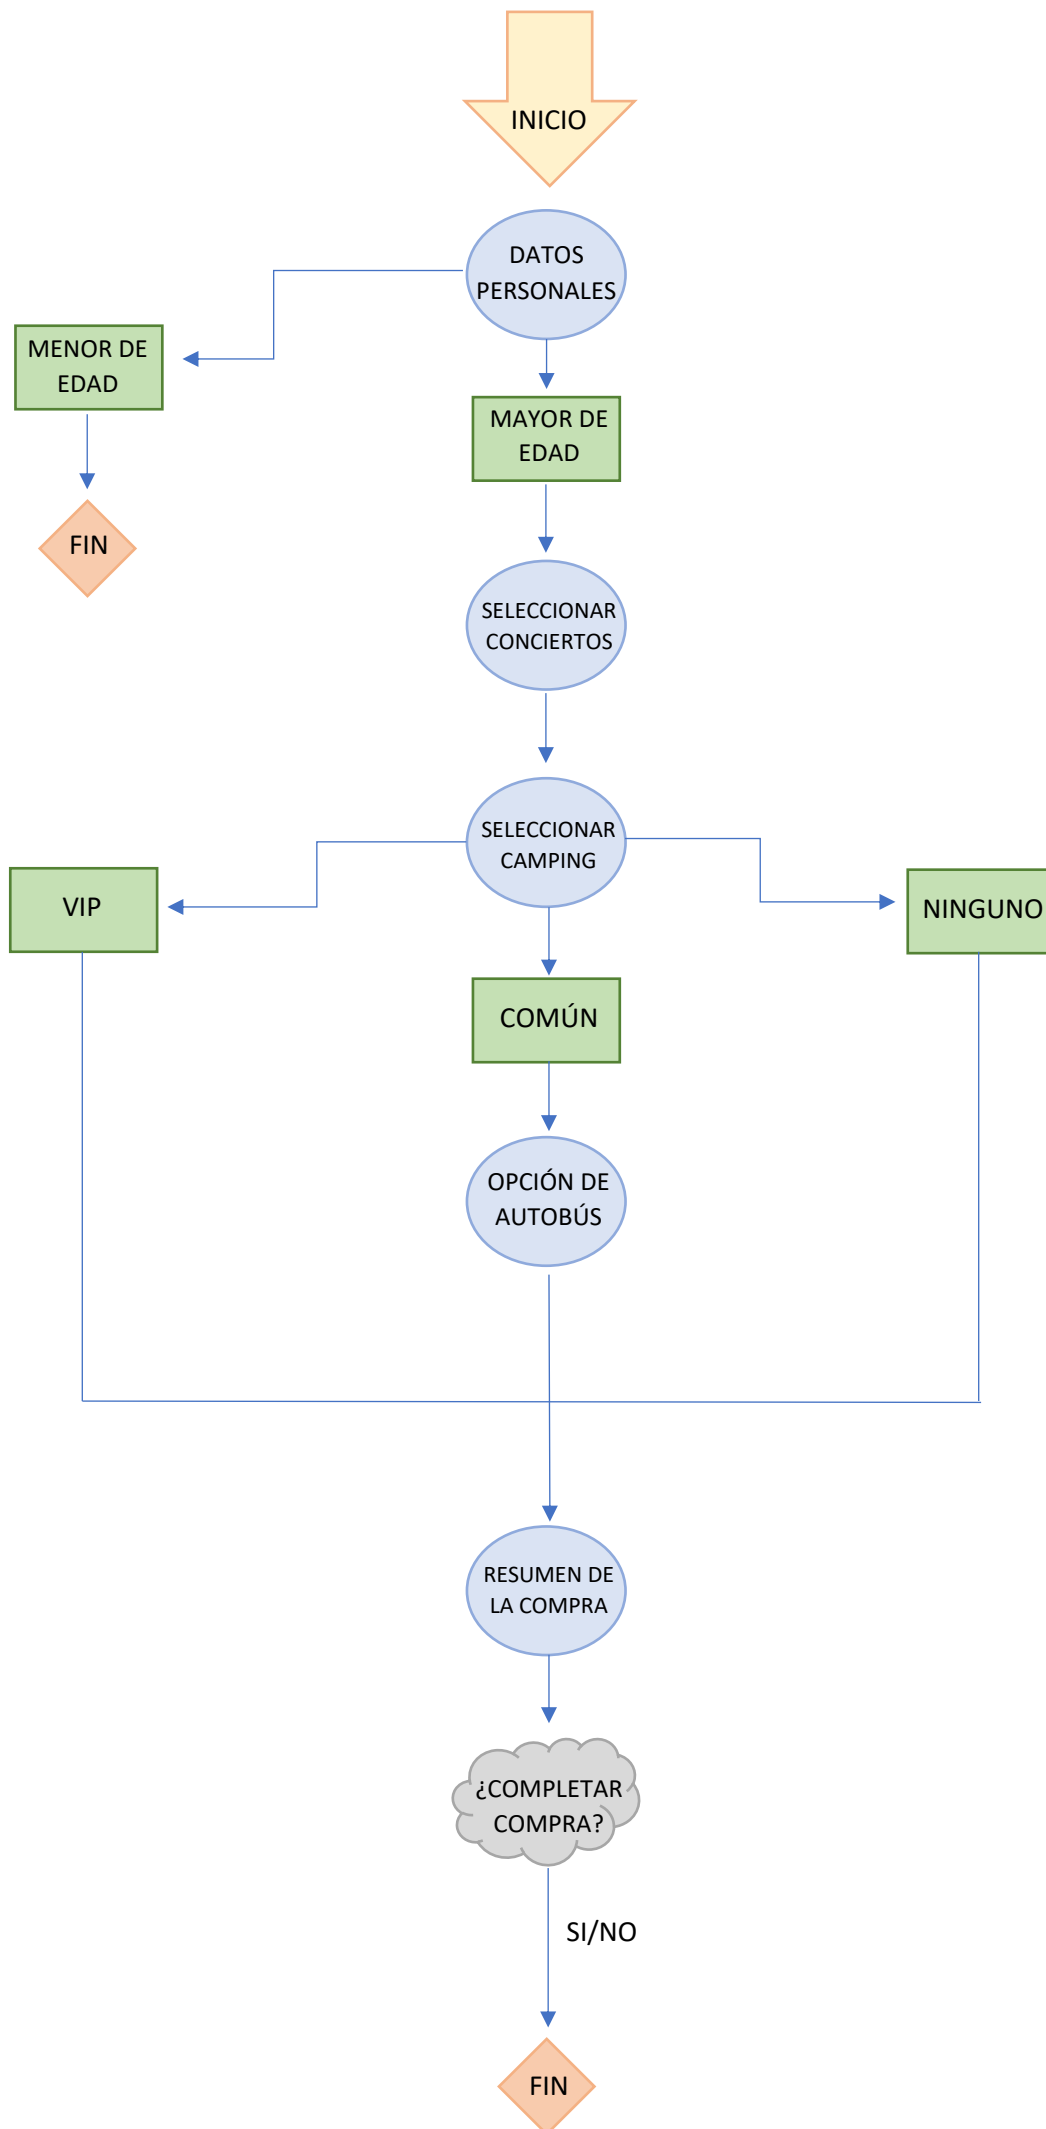 INICIO
DATOS
PERSONALES
MENOR DE
EDAD
MAYOR DE
EDAD
FIN
SELECCIONAR
CONCIERTOS
SELECCIONAR
CAMPING
VIP
NINGUNO
COMÚN
OPCIÓN DE
AUTOBÚS
RESUMEN DE
LA COMPRA
¿COMPLETAR
COMPRA?
SI/NO
FIN